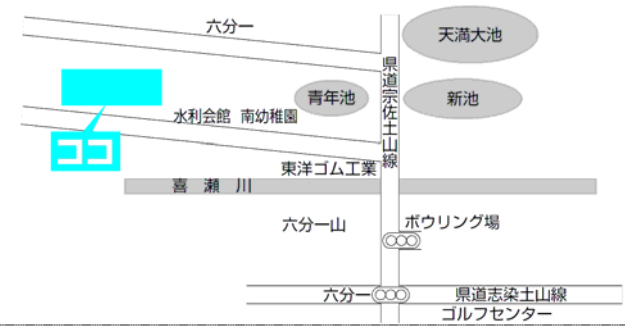 六分一
天満大池
県道宗佐土山線
青年池
新池
水利会館 南幼稚園
ココ
東洋ゴム工業
喜瀬川
六分一山
ボウリング場
六分一
県道志染土山線
ゴルフセンター